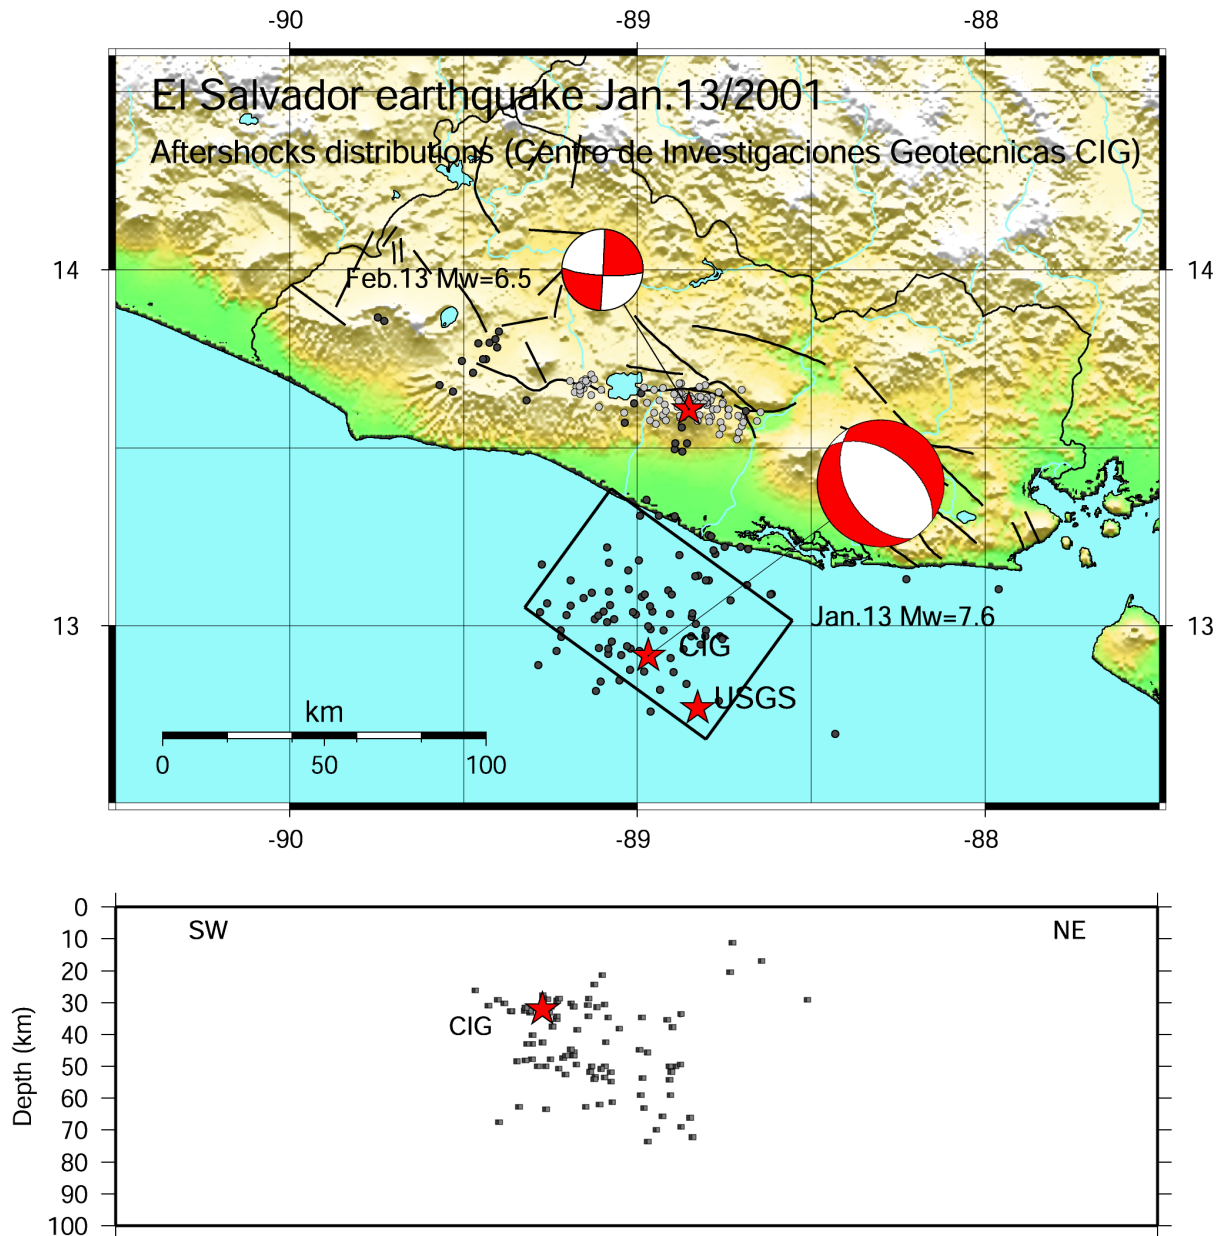 -90 -89 -88
El Salvador earthquake Jan.13/2001
Aftershocks distributions (Centro de Investigaciones Geotecnicas CIG)
14 14
Feb.13 Mw=6.5
13 13
Jan.13 Mw=7.6
CIG
USGS
km
0 50 100
-90 -89 -88
0
SW NE
10
20
30
CIG
40
50
60
70
80
90
100
Depth (km)